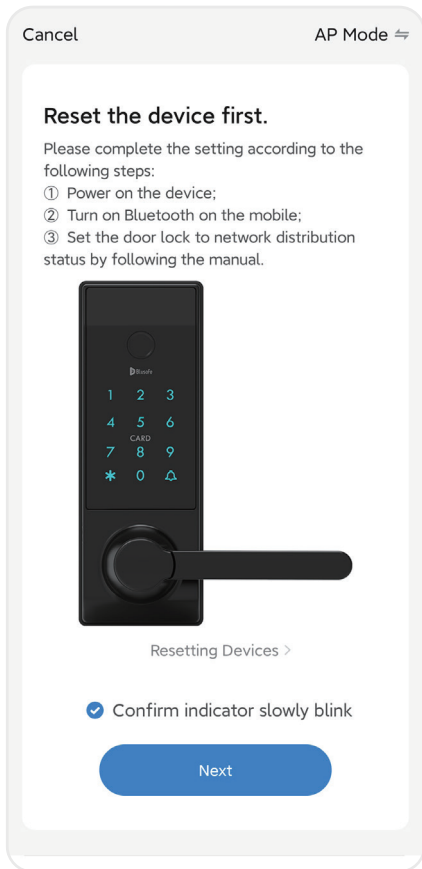 Cancel AP Mode
Reset the device first.
Please complete the setting according to the
following steps:
① Power on the device;
② Turn on Bluetooth on the mobile;
③ Set the door lock to network distribution
status by following the manual.
1 2 3
4 5 6
CARD
7 8 9
* 0
Resetting Devices >
Confirm indicator slowly blink
Next